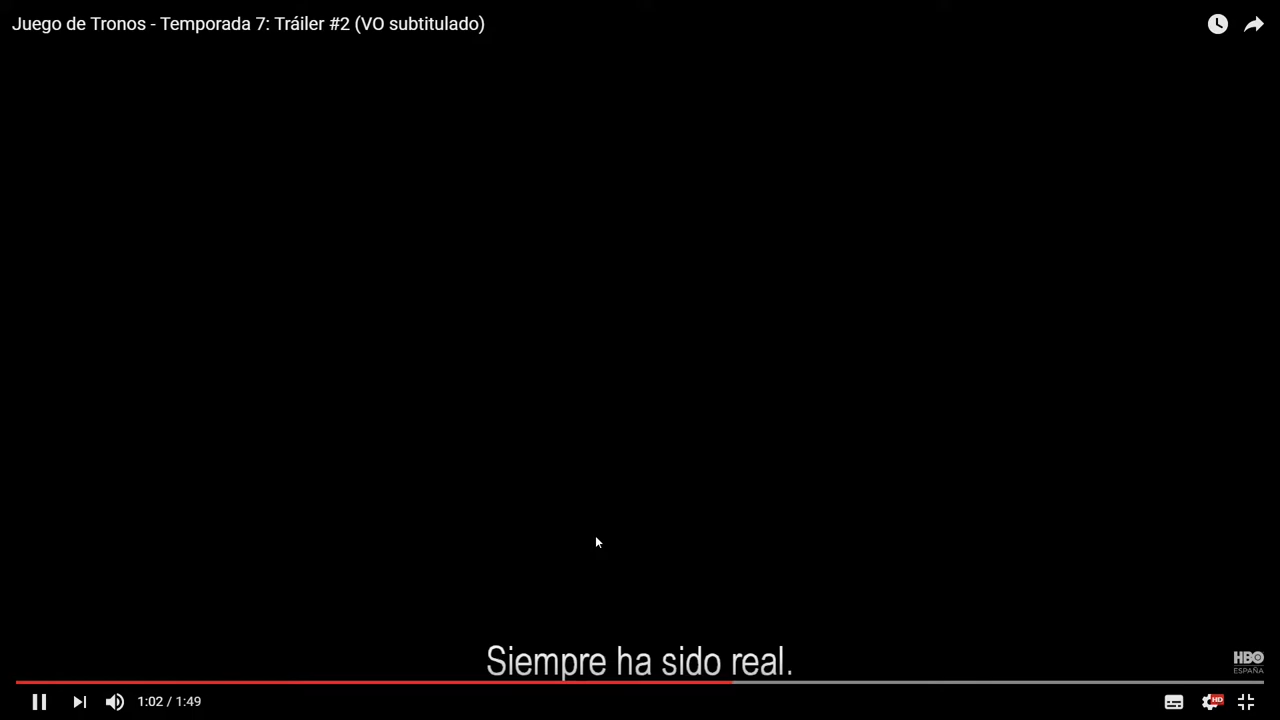 Juego de Tronos - Temporada 7: Tráiler #2 (VO subtitulado)
Siempre ha sido real.
HBO
ESPAÑA
1:02 / 1:49
HD